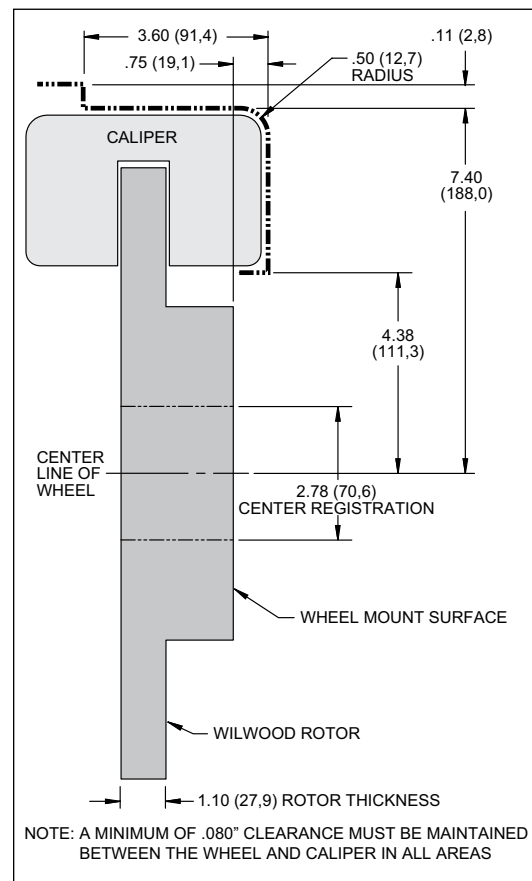 3.60 (91,4)
.11 (2,8)
.75 (19,1)
.50 (12,7)
RADIUS
CALIPER
7.40
(188,0)
4.38
(111,3)
CENTER
LINE OF
WHEEL
2.78 (70,6)
CENTER REGISTRATION
WHEEL MOUNT SURFACE
WILWOOD ROTOR
1.10 (27,9) ROTOR THICKNESS
NOTE: A MINIMUM OF .080" CLEARANCE MUST BE MAINTAINED
BETWEEN THE WHEEL AND CALIPER IN ALL AREAS